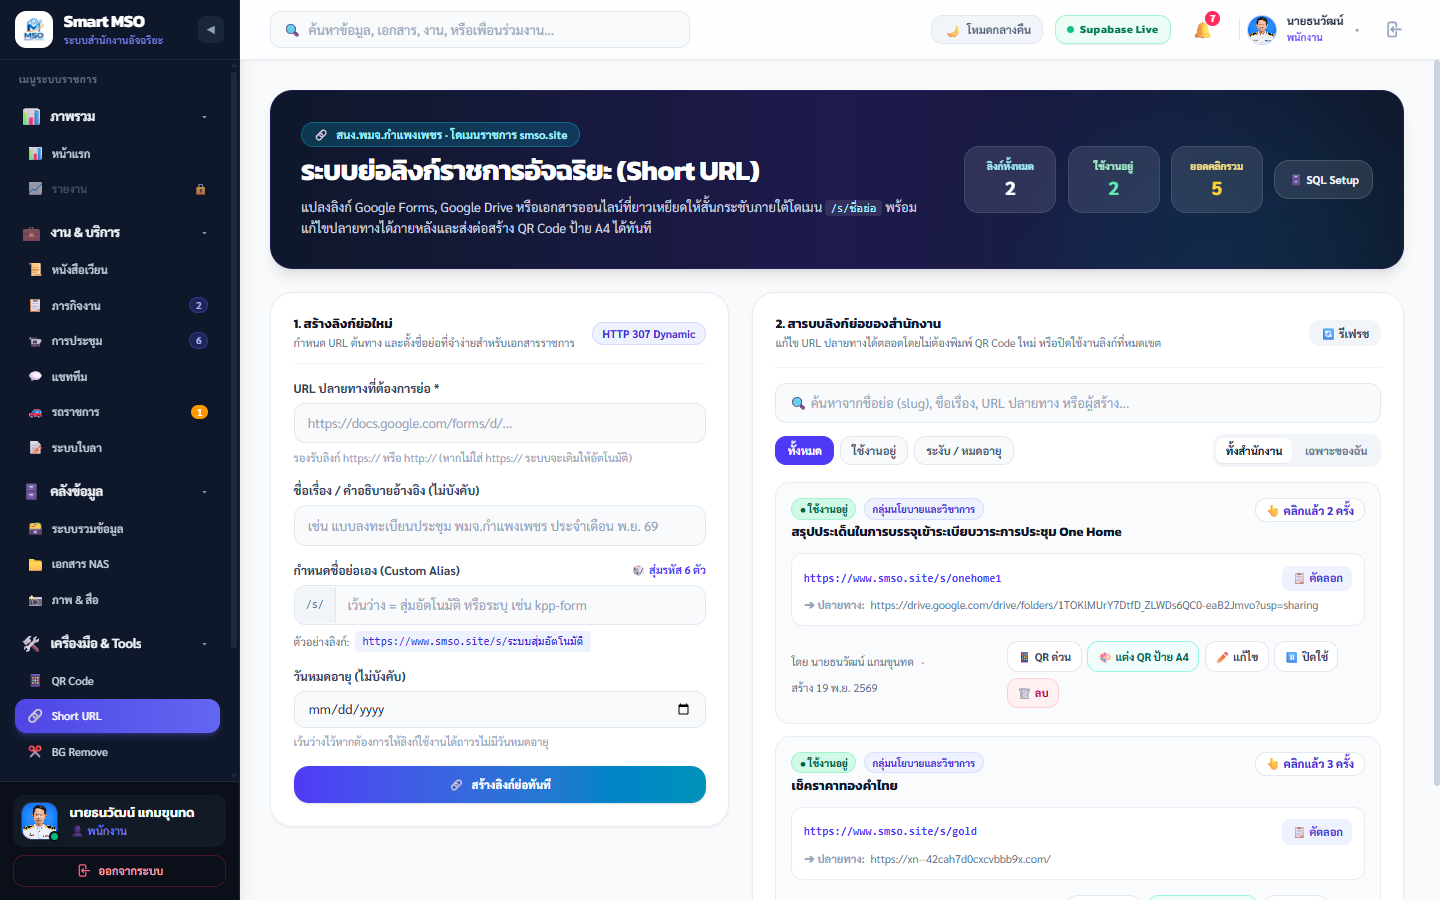 Smart MSO
ระบบสำนักงานอัจฉริยะ
เมนูระบบราชการ
ภาพรวม
หน้าแรก
รายงาน
งาน & บริการ
หนังสือเวียน
ภารกิจงาน 2
การประชุม 6
แชททีม
รถราชการ 1
ระบบใบลา
คลังข้อมูล
ระบบรวมข้อมูล
เอกสาร NAS
ภาพ & สื่อ
เครื่องมือ & Tools
QR Code
Short URL
BG Remove
นายธนวัฒน์ แกมขุนทด
พนักงาน
ออกจากระบบ
ค้นหาข้อมูล, เอกสาร, งาน, หรือเพื่อนร่วมงาน...
โหมดกลางคืน
Supabase Live
7
นายธนวัฒน์
พนักงาน
สนง.พมจ.กำแพงเพชร · โดเมนราชการ smso.site
ระบบย่อลิงก์ราชการอัจฉริยะ (Short URL)
แปลงลิงก์ Google Forms, Google Drive หรือเอกสารออนไลน์ที่ยาวเหยียดให้สั้นกระชับภายใต้โดเมน /s/ชื่อย่อ พร้อม
แก้ไขปลายทางได้ภายหลังและส่งต่อสร้าง QR Code ป้าย A4 ได้ทันที
ลิงก์ทั้งหมด
2
ใช้งานอยู่
2
ยอดคลิกรวม
5
SQL Setup
1. สร้างลิงก์ย่อใหม่
กำหนด URL ต้นทาง และตั้งชื่อย่อที่จำง่ายสำหรับเอกสารราชการ
HTTP 307 Dynamic
URL ปลายทางที่ต้องการย่อ *
https://docs.google.com/forms/d/...
รองรับลิงก์ https:// หรือ http:// (หากไม่ใส่ https:// ระบบจะเติมให้อัตโนมัติ)
ชื่อเรื่อง / คำอธิบายอ้างอิง (ไม่บังคับ)
เช่น แบบลงทะเบียนประชุม พมจ.กำแพงเพชร ประจำเดือน พ.ย. 69
กำหนดชื่อย่อเอง (Custom Alias)
สุ่มรหัส 6 ตัว
/s/ เว้นว่าง = สุ่มอัตโนมัติ หรือระบุ เช่น kpp-form
ตัวอย่างลิงก์: https://www.smso.site/s/ระบบสุ่มอัตโนมัติ
วันหมดอายุ (ไม่บังคับ)
mm/dd/yyyy
เว้นว่างไว้หากต้องการให้ลิงก์ใช้งานได้ถาวรไม่มีวันหมดอายุ
สร้างลิงก์ย่อทันที
2. สารบบลิงก์ย่อของสำนักงาน
แก้ไข URL ปลายทางได้ตลอดโดยไม่ต้องพิมพ์ QR Code ใหม่ หรือปิดใช้งานลิงก์ที่หมดเขต
รีเฟรช
ค้นหาจากชื่อย่อ (slug), ชื่อเรื่อง, URL ปลายทาง หรือผู้สร้าง...
ทั้งหมด
ใช้งานอยู่
ระงับ / หมดอายุ
ทั้งสำนักงาน
เฉพาะของฉัน
● ใช้งานอยู่
กลุ่มนโยบายและวิชาการ
คลิกแล้ว 2 ครั้ง
สรุปประเด็นในการบรรจุเข้าระเบียบวาระการประชุม One Home
https://www.smso.site/s/onehome1
คัดลอก
➔ ปลายทาง: https://drive.google.com/drive/folders/1TOKlMUrY7DtfD_ZLWDs6QC0-eaB2Jmvo?usp=sharing
โดย นายธนวัฒน์ แกมขุนทด ·
สร้าง 19 พ.ย. 2569
QR ด่วน
แต่ง QR ป้าย A4
แก้ไข
ปิดใช้
ลบ
● ใช้งานอยู่
กลุ่มนโยบายและวิชาการ
คลิกแล้ว 3 ครั้ง
เช็คราคาทองคำไทย
https://www.smso.site/s/gold
คัดลอก
➔ ปลายทาง: https://xn--42cah7d0cxcvbbb9x.com/